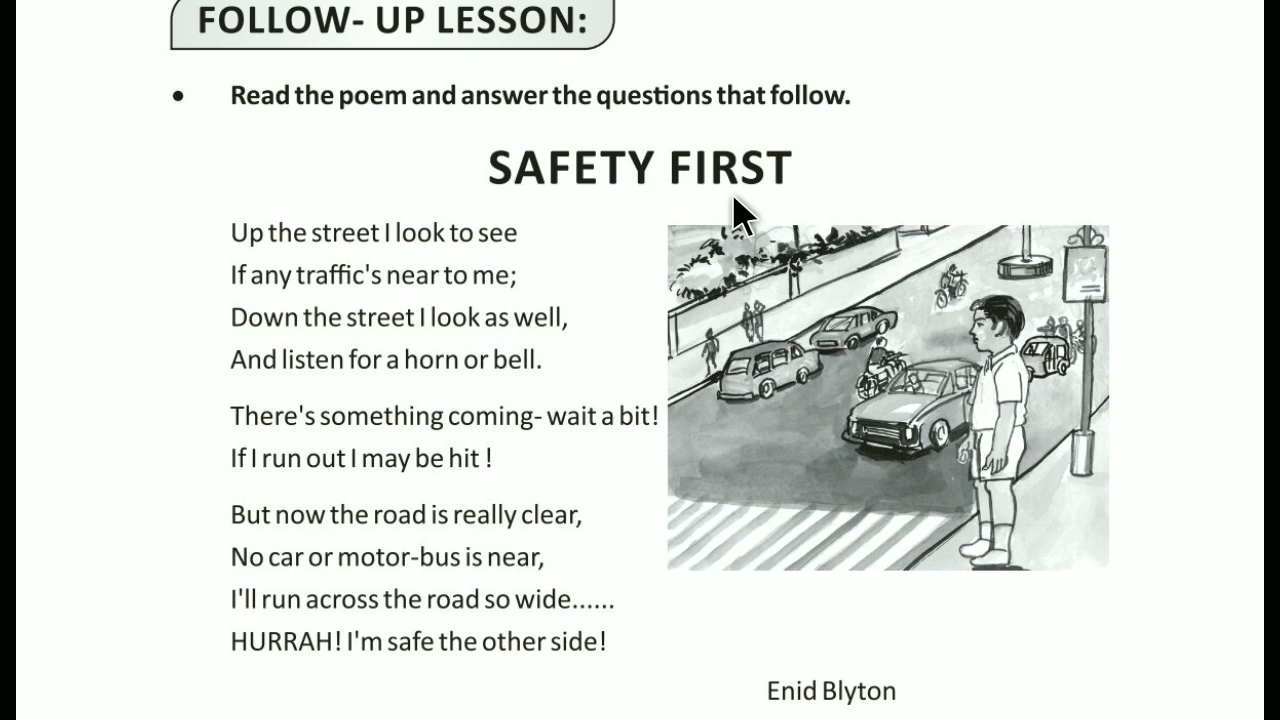 FOLLOW- UP LESSON:
• Read the poem and answer the questions that follow.
SAFETY FIRST
Up the street I look to see
If any traffic's near to me;
Down the street I look as well,
And listen for a horn or bell.
There's something coming- wait a bit!
If I run out I may be hit !
But now the road is really clear,
No car or motor-bus is near,
I'll run across the road so wide......
HURRAH! I'm safe the other side!
Enid Blyton